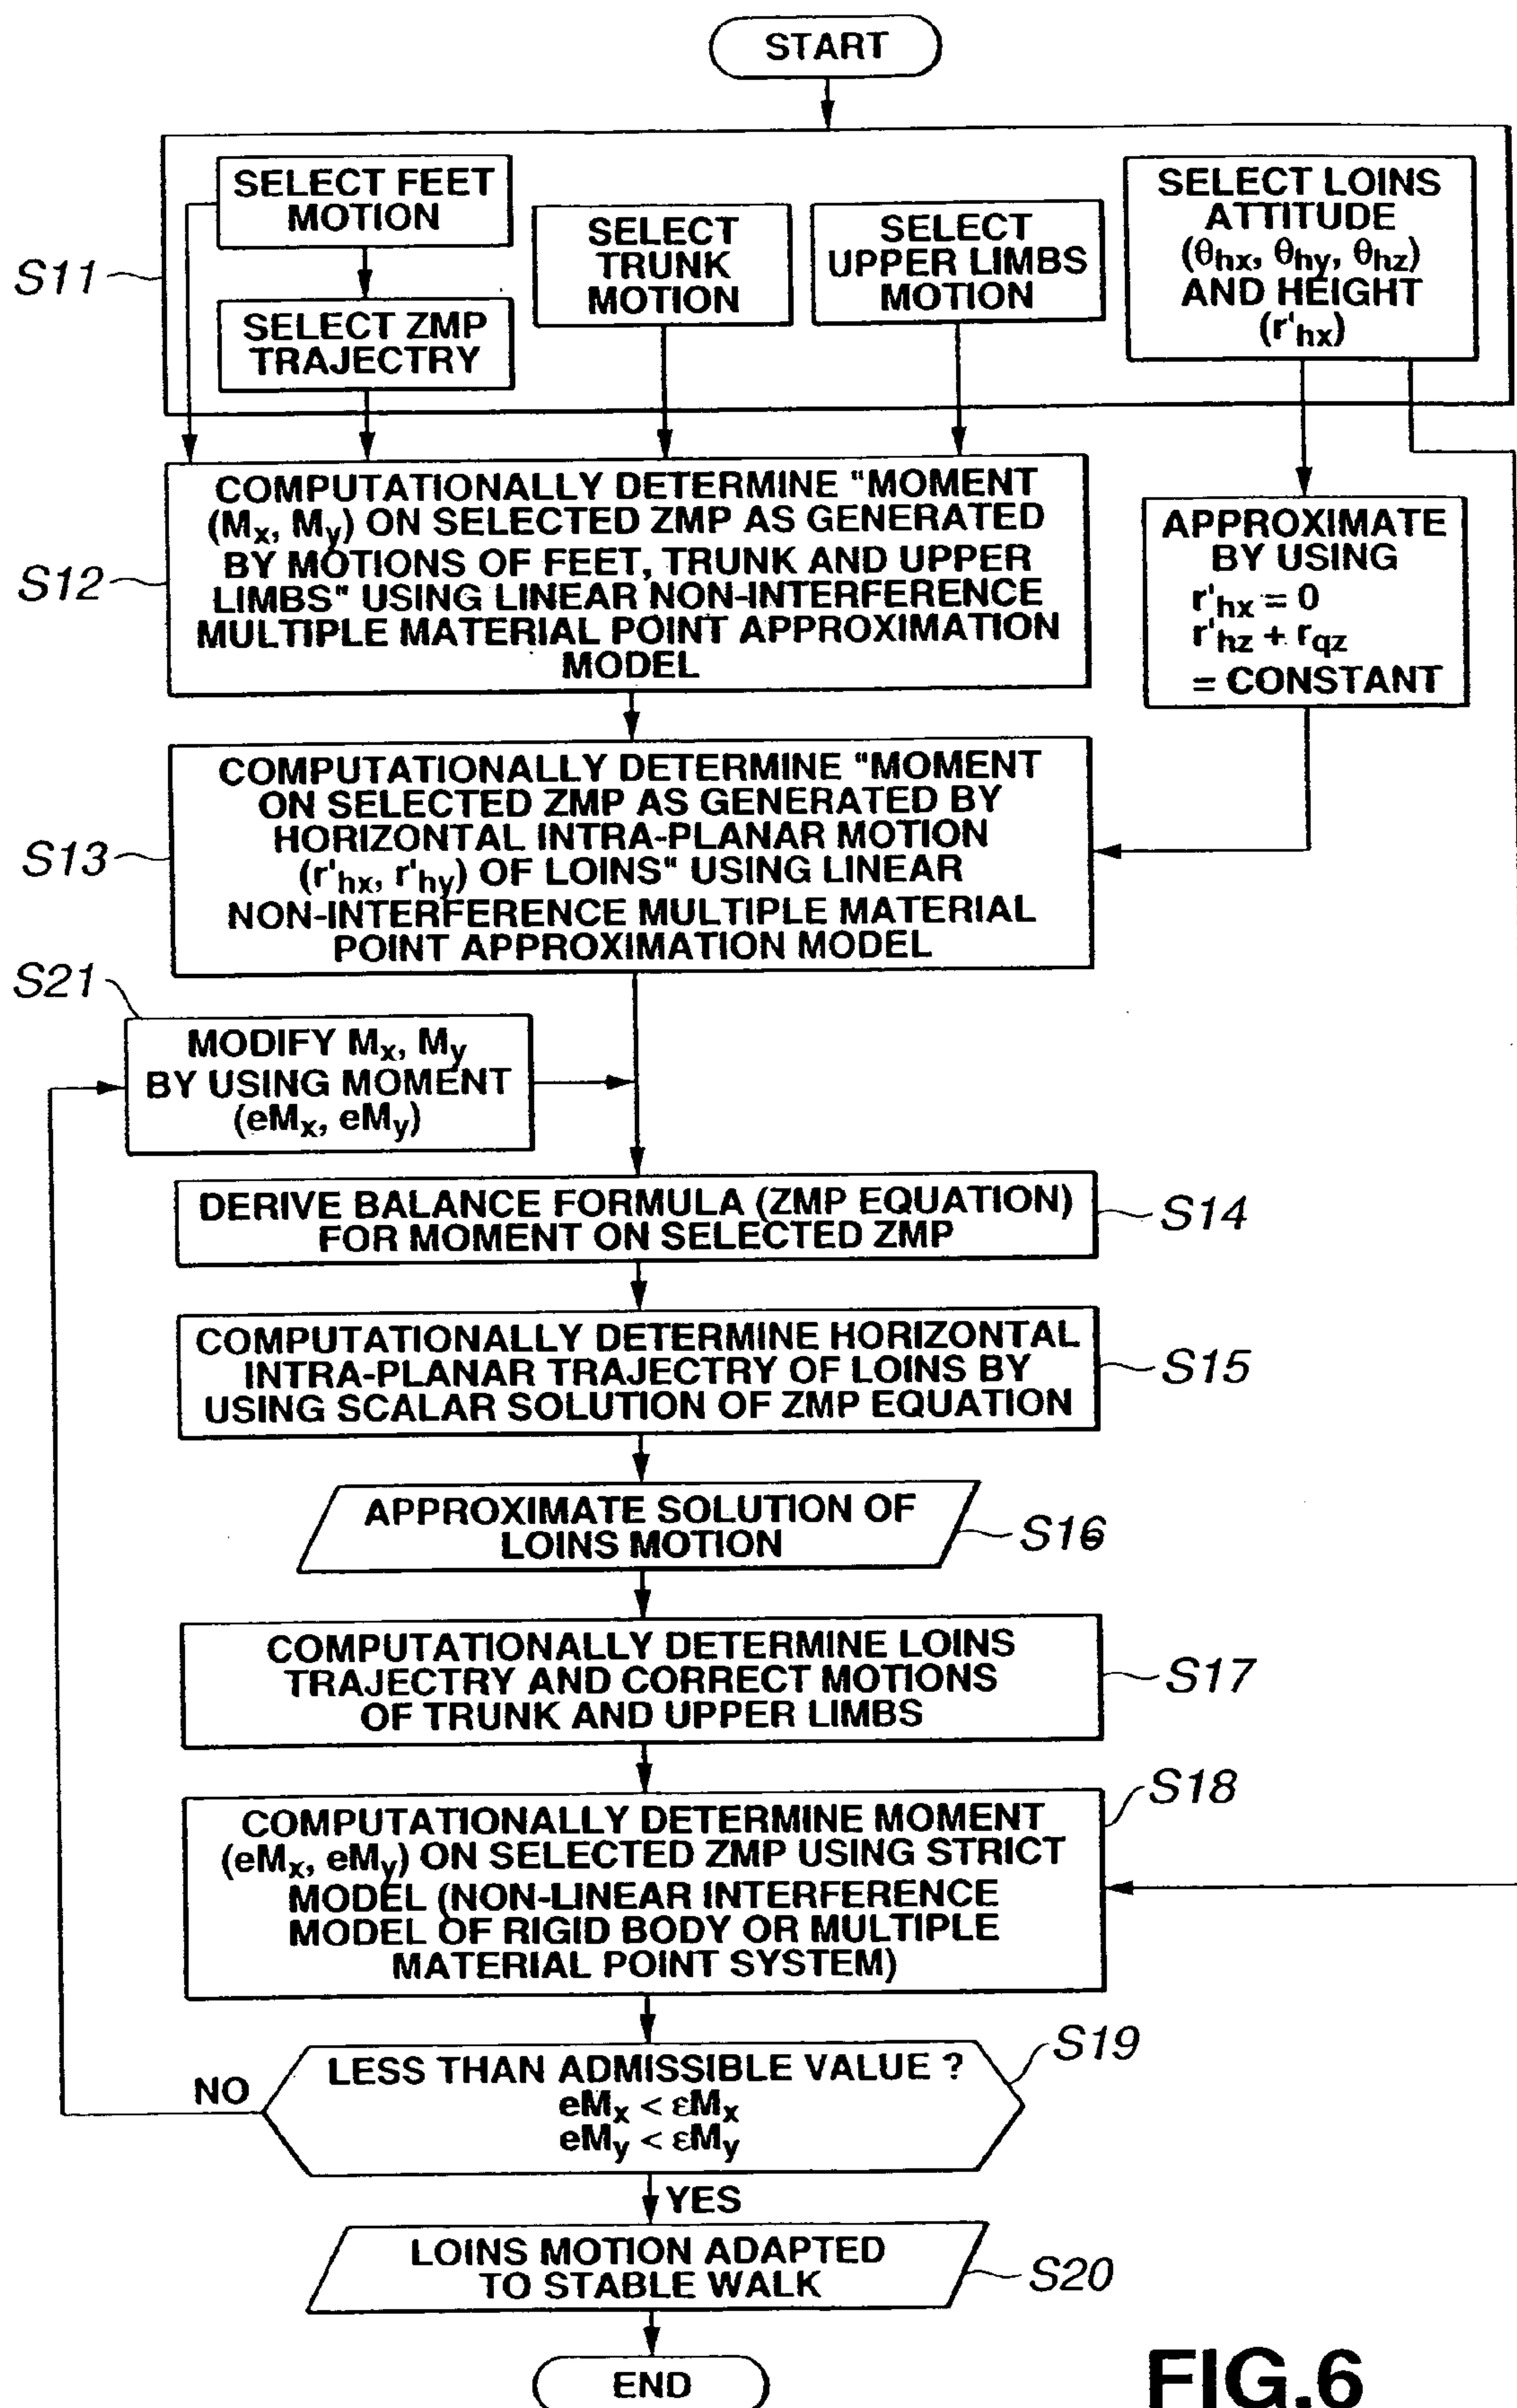 START
SELECT FEET
MOTION
SELECT ZMP
TRAJECTRY
SELECT
TRUNK
MOTION
SELECT
UPPER LIMBS
MOTION
SELECT LOINS
ATTITUDE
(θhx, θhy, θhz)
AND HEIGHT
(r'hx)
S11
COMPUTATIONALLY DETERMINE "MOMENT
(Mx, My) ON SELECTED ZMP AS GENERATED
BY MOTIONS OF FEET, TRUNK AND UPPER
LIMBS" USING LINEAR NON-INTERFERENCE
MULTIPLE MATERIAL POINT APPROXIMATION
MODEL
S12
APPROXIMATE
BY USING
r'hx = 0
r'hz + rqz
= CONSTANT
COMPUTATIONALLY DETERMINE "MOMENT
ON SELECTED ZMP AS GENERATED BY
HORIZONTAL INTRA-PLANAR MOTION
(r'hx, r'hy) OF LOINS" USING LINEAR
NON-INTERFERENCE MULTIPLE MATERIAL
POINT APPROXIMATION MODEL
S13
S21
MODIFY Mx, My
BY USING MOMENT
(eMx, eMy)
DERIVE BALANCE FORMULA (ZMP EQUATION)
FOR MOMENT ON SELECTED ZMP
S14
COMPUTATIONALLY DETERMINE HORIZONTAL
INTRA-PLANAR TRAJECTRY OF LOINS BY
USING SCALAR SOLUTION OF ZMP EQUATION
S15
APPROXIMATE SOLUTION OF
LOINS MOTION
S16
COMPUTATIONALLY DETERMINE LOINS
TRAJECTRY AND CORRECT MOTIONS
OF TRUNK AND UPPER LIMBS
S17
COMPUTATIONALLY DETERMINE MOMENT
(eMx, eMy) ON SELECTED ZMP USING STRICT
MODEL (NON-LINEAR INTERFERENCE
MODEL OF RIGID BODY OR MULTIPLE
MATERIAL POINT SYSTEM)
S18
LESS THAN ADMISSIBLE VALUE ?
eMx < εMx
eMy < εMy
S19
NO
YES
LOINS MOTION ADAPTED
TO STABLE WALK
S20
END
FIG.6